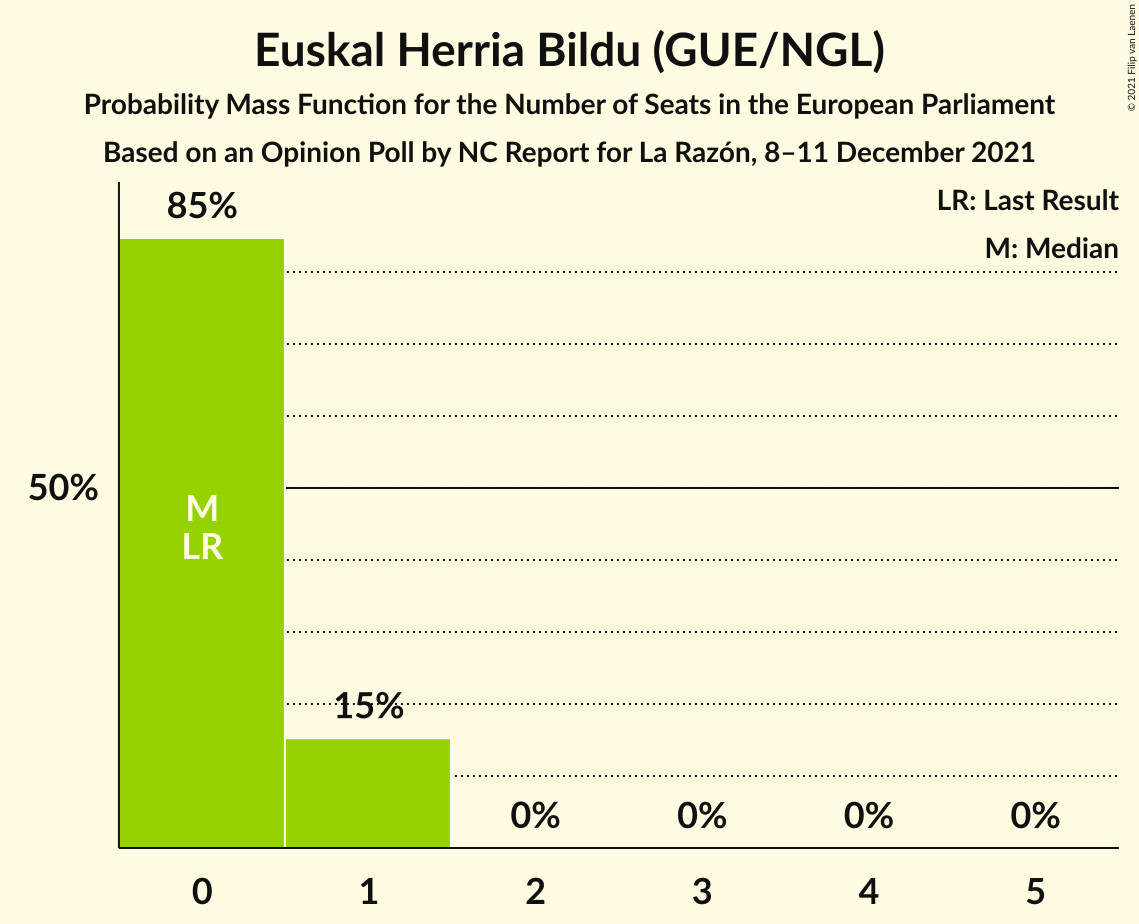 Euskal Herria Bildu (GUE/NGL)
Probability Mass Function for the Number of Seats in the European Parliament
Based on an Opinion Poll by NC Report for La Razón, 8–11 December 2021
© 2021 Filip van Laenen
LR: Last Result
M: Median
85%
50%
M
LR
15%
0% 0% 0% 0%
0 1 2 3 4 5